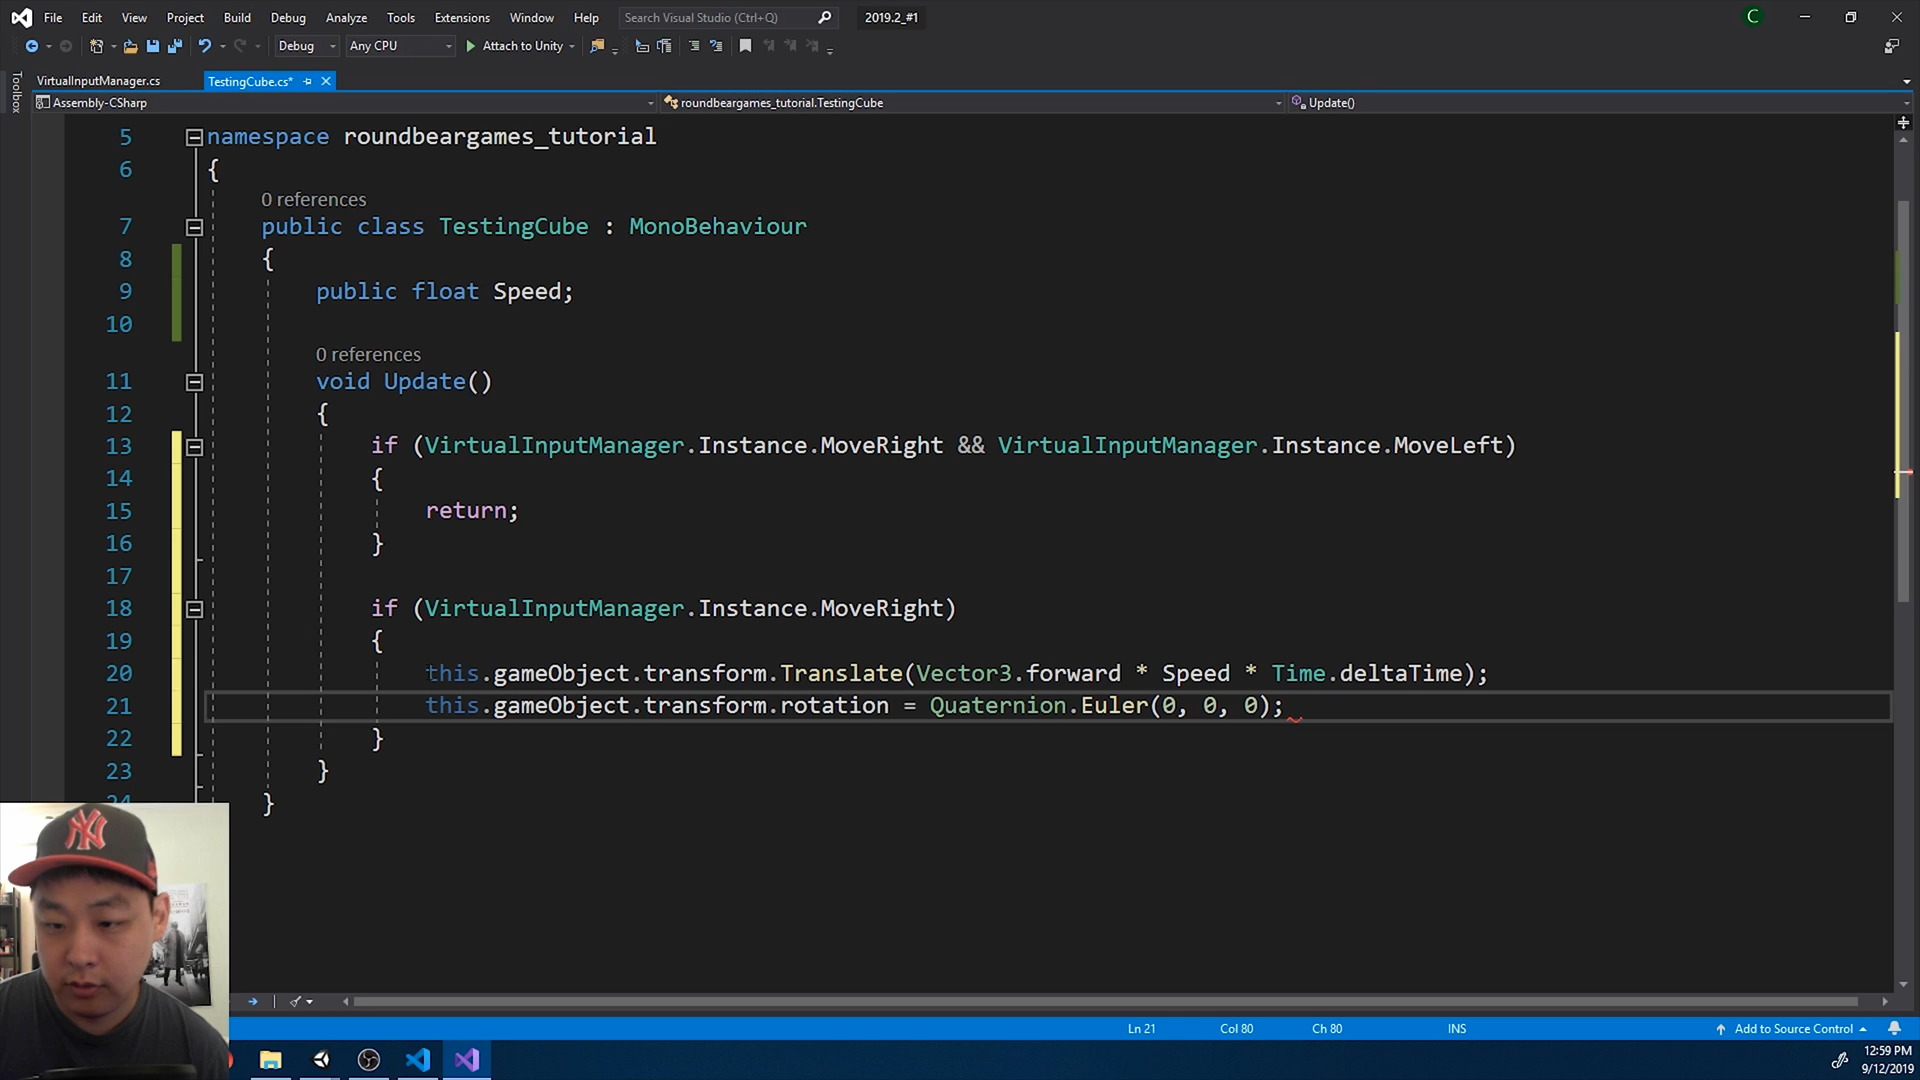 File Edit View Project Build Debug Analyze Tools Extensions Window Help Search Visual Studio (Ctrl+Q) 2019.2_#1 C
Debug Any CPU Attach to Unity
Toolbox
VirtualInputManager.cs TestingCube.cs*
Assembly-CSharp roundbeargames_tutorial.TestingCube Update()
5 namespace roundbeargames_tutorial
6 {
0 references
7 public class TestingCube : MonoBehaviour
8 {
9 public float Speed;
10
0 references
11 void Update()
12 {
13 if (VirtualInputManager.Instance.MoveRight && VirtualInputManager.Instance.MoveLeft)
14 {
15 return;
16 }
17
18 if (VirtualInputManager.Instance.MoveRight)
19 {
20 this.gameObject.transform.Translate(Vector3.forward * Speed * Time.deltaTime);
21 this.gameObject.transform.rotation = Quaternion.Euler(0, 0, 0);
22 }
23 }
24 }
Ln 21 Col 80 Ch 80 INS Add to Source Control
12:59 PM
9/12/2019